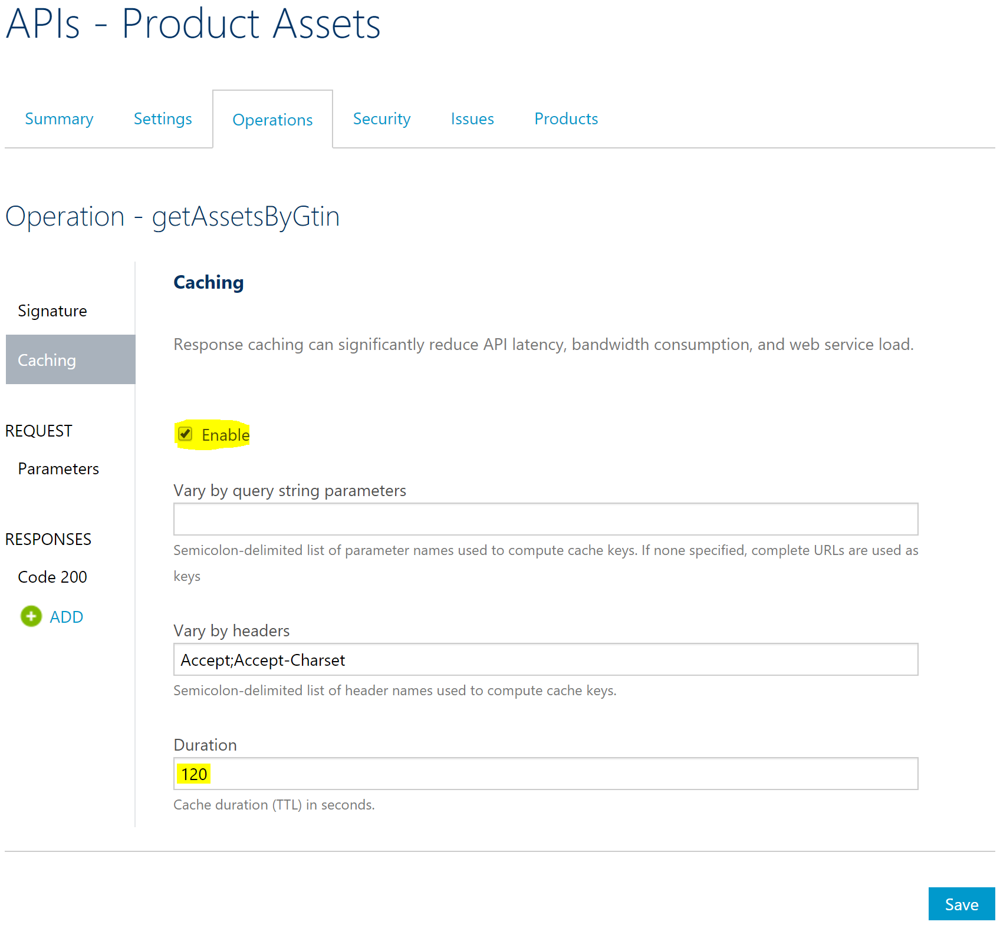 APIs - Product Assets
Summary
Settings
Operations
Security
Issues
Products
Operation - getAssetsByGtin
Signature
Caching
REQUEST
Parameters
RESPONSES
Code 200
ADD
Caching
Response caching can significantly reduce API latency, bandwidth consumption, and web service load.
Enable
Vary by query string parameters
Semicolon-delimited list of parameter names used to compute cache keys. If none specified, complete URLs are used as
keys
Vary by headers
Accept;Accept-Charset
Semicolon-delimited list of header names used to compute cache keys.
Duration
120
Cache duration (TTL) in seconds.
Save